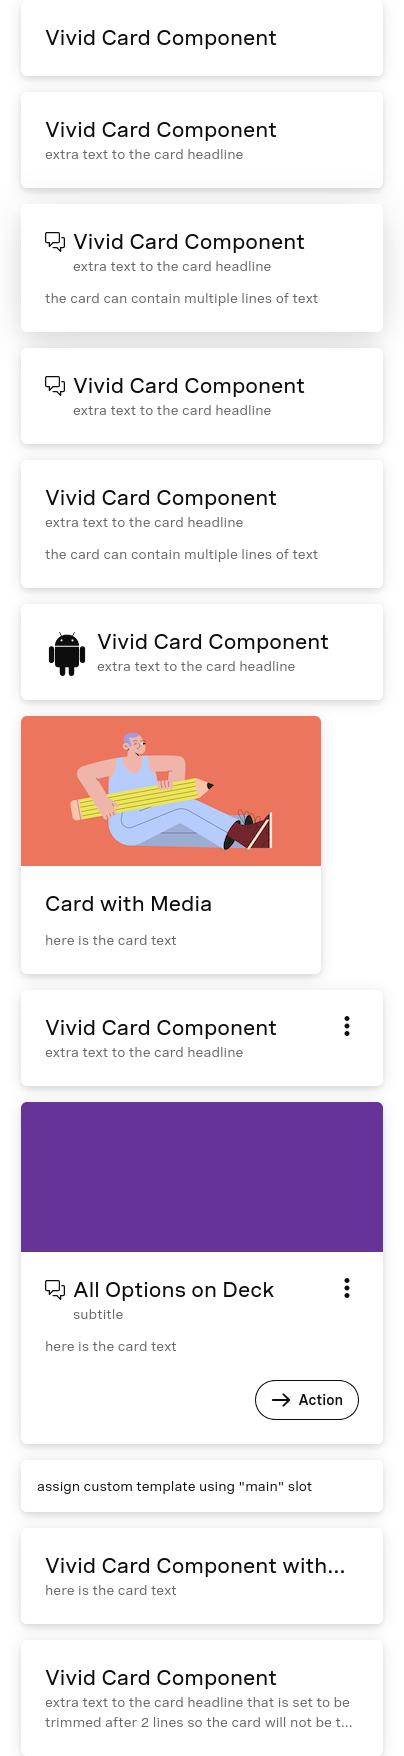 Vivid Card Component
Vivid Card Component
extra text to the card headline
Vivid Card Component
extra text to the card headline
the card can contain multiple lines of text
Vivid Card Component
extra text to the card headline
Vivid Card Component
extra text to the card headline
the card can contain multiple lines of text
Vivid Card Component
extra text to the card headline
Card with Media
here is the card text
Vivid Card Component
extra text to the card headline
All Options on Deck
subtitle
here is the card text
Action
assign custom template using "main" slot
Vivid Card Component with...
here is the card text
Vivid Card Component
extra text to the card headline that is set to be
trimmed after 2 lines so the card will not be t...